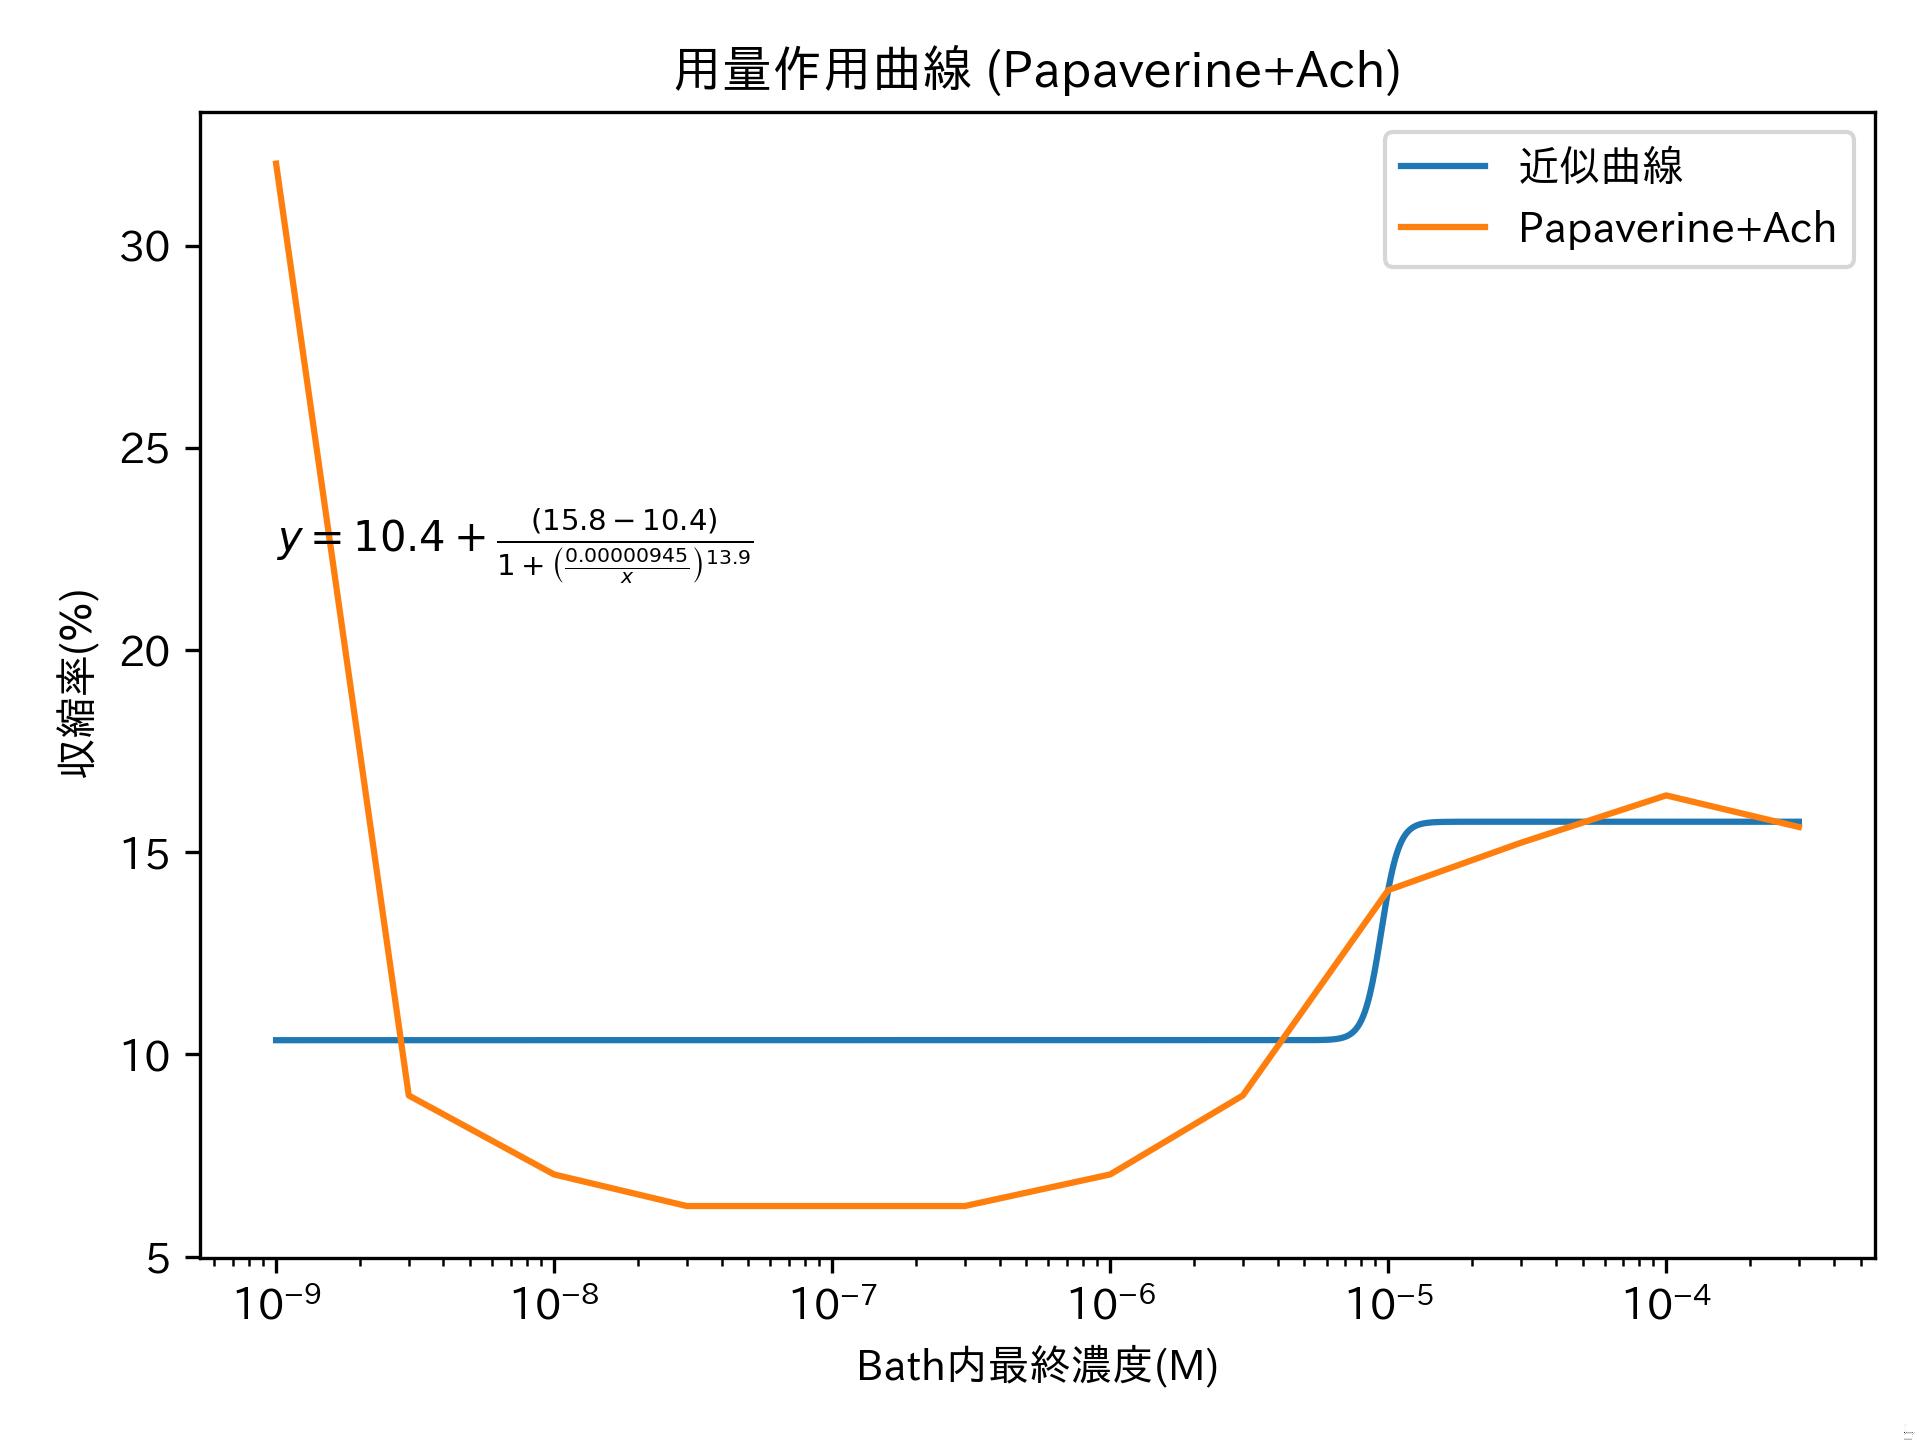 用量作用曲線 (Papaverine+Ach)
近似曲線
Papaverine+Ach
30
25
20
15
10
5
収縮率(%)
y = 10.4 + (15.8 − 10.4) / (1 + (0.00000945 / x)^13.9)
10⁻⁹ 10⁻⁸ 10⁻⁷ 10⁻⁶ 10⁻⁵ 10⁻⁴
Bath内最終濃度(M)